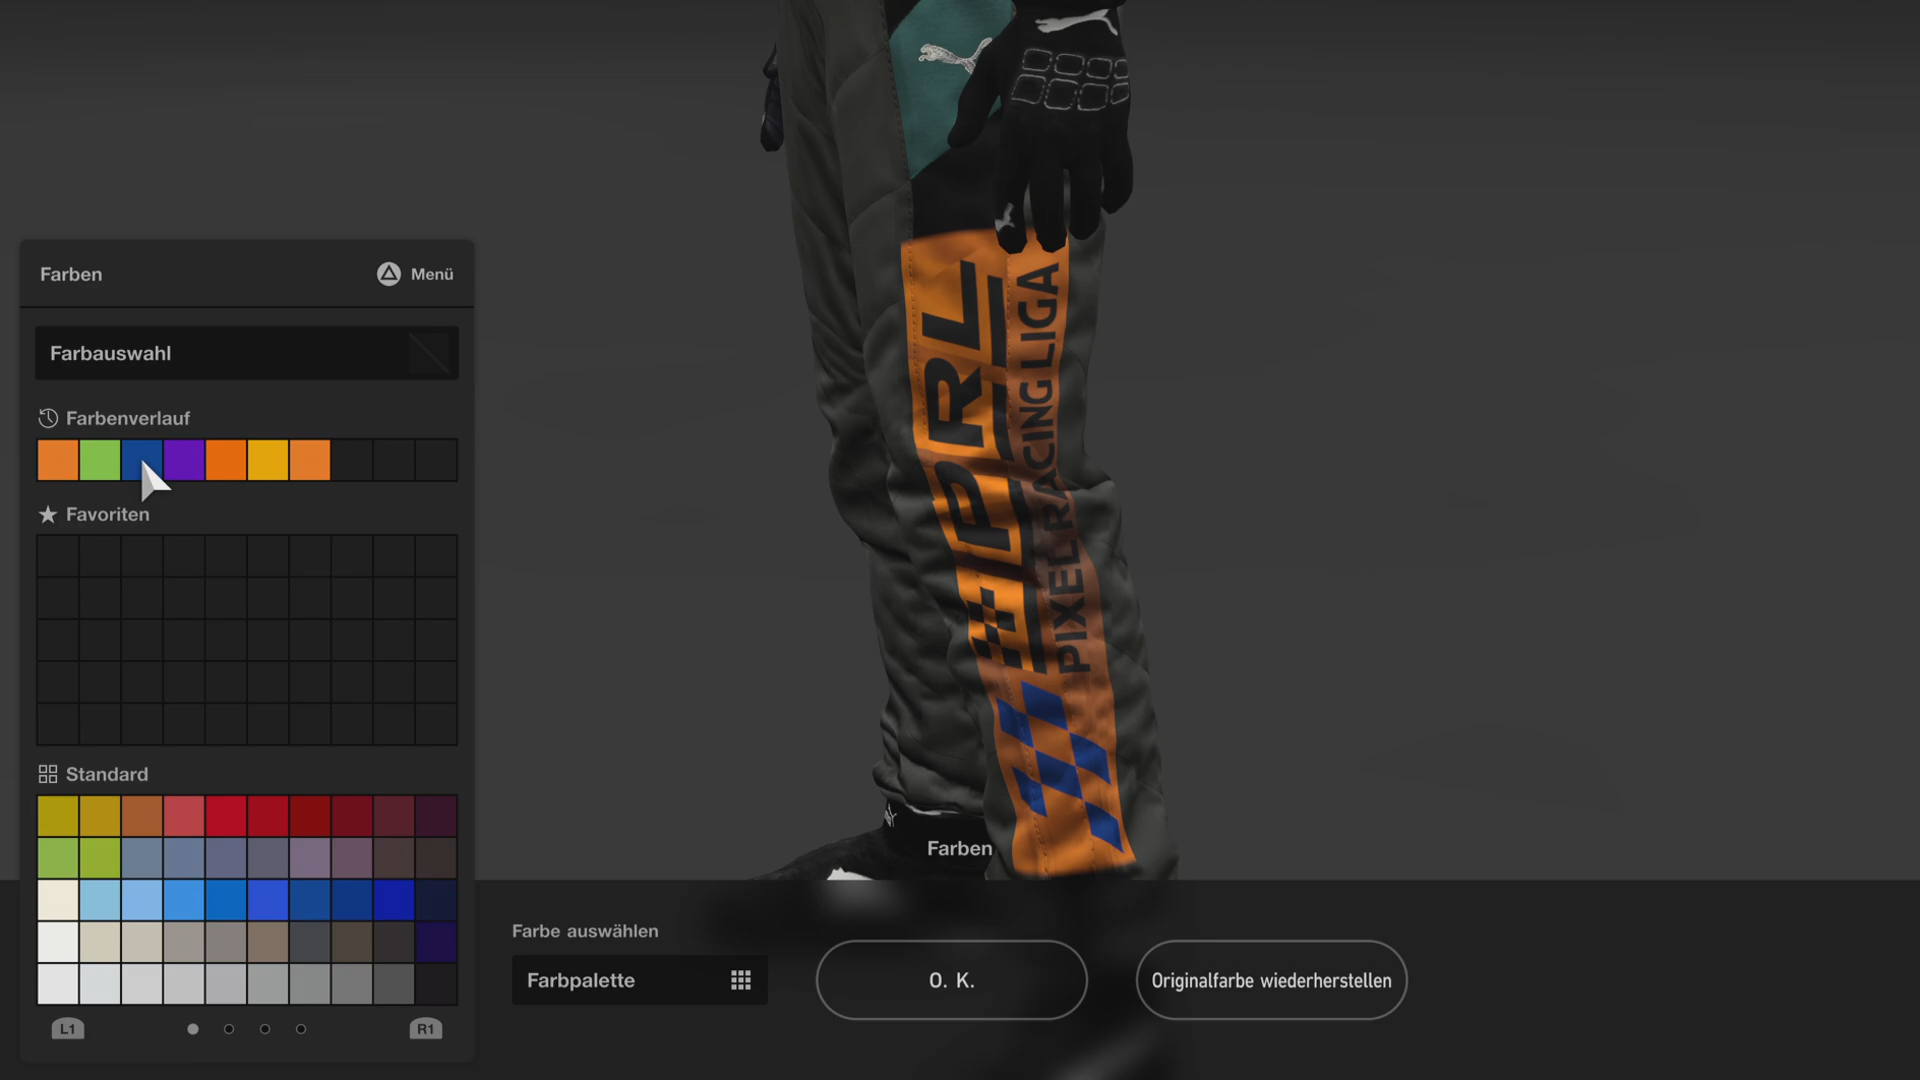 Farben
Menü
Farbauswahl
Farbenverlauf
Favoriten
Standard
L1
R1
PRL
PIXEL RACING LIGA
Farben
Farbe auswählen
Farbpalette
O. K.
Originalfarbe wiederherstellen